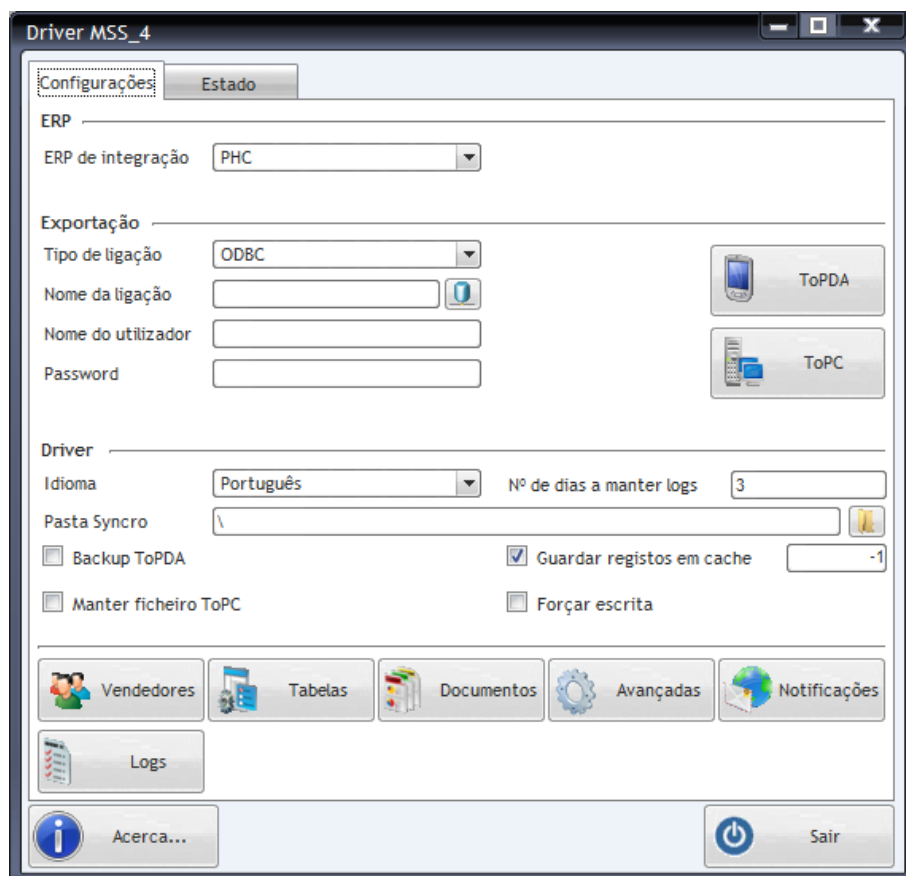 Driver MSS_4
Configurações
Estado
ERP
ERP de integração
PHC
Exportação
Tipo de ligação
ODBC
ToPDA
Nome da ligação
Nome do utilizador
ToPC
Password
Driver
Idioma
Português
Nº de dias a manter logs
3
Pasta Syncro
\
Backup ToPDA
Guardar registos em cache
-1
Manter ficheiro ToPC
Forçar escrita
Vendedores
Tabelas
Documentos
Avançadas
Notificações
Logs
Acerca...
Sair